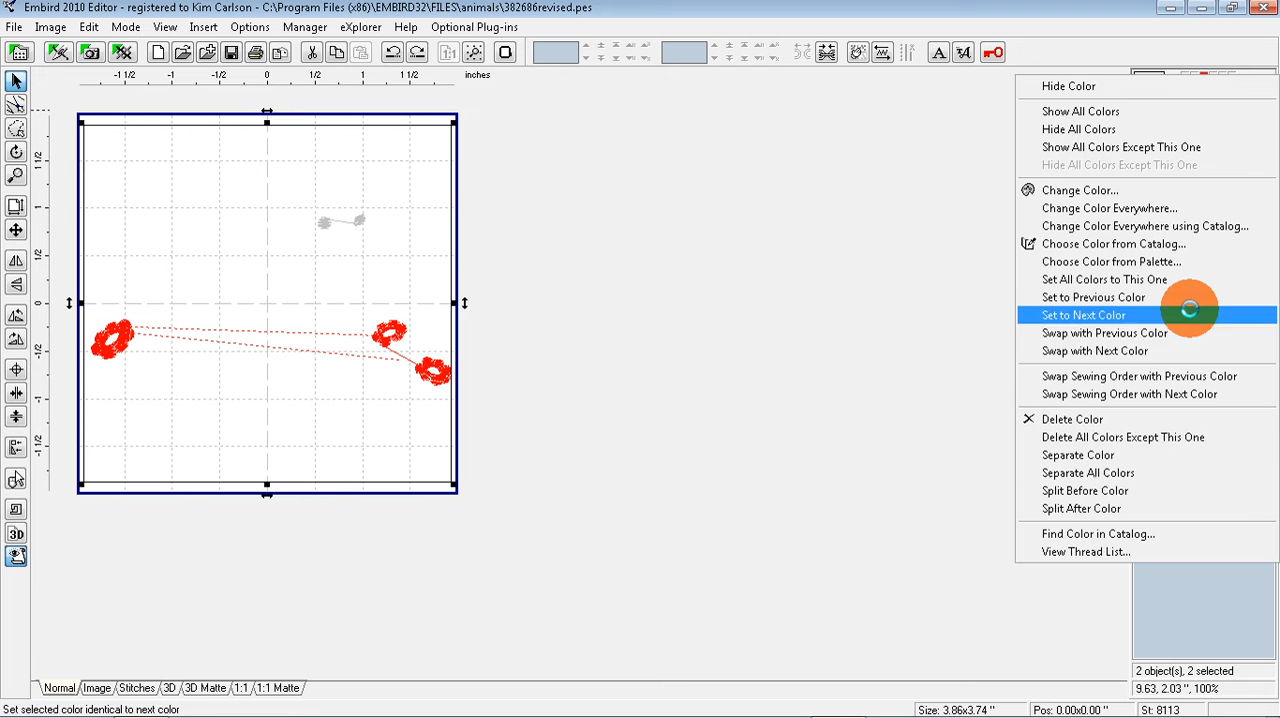 Embird 2010 Editor - registered to Kim Carlson - C:\Program Files (x86)\EMBIRD32\FILES\animals\382686revised.pes
File Image Edit Mode View Insert Options Manager eXplorer Help Optional Plug-ins
1:1 A A
-1 1/2 -1 -1/2 0 1/2 1 1 1/2 inches
1 1/2
1
1/2
0
-1/2
-1
-1 1/2
3D
Hide Color
Show All Colors
Hide All Colors
Show All Colors Except This One
Hide All Colors Except This One
Change Color...
Change Color Everywhere...
Change Color Everywhere using Catalog...
Choose Color from Catalog...
Choose Color from Palette...
Set All Colors to This One
Set to Previous Color
Set to Next Color
Swap with Previous Color
Swap with Next Color
Swap Sewing Order with Previous Color
Swap Sewing Order with Next Color
Delete Color
Delete All Colors Except This One
Separate Color
Separate All Colors
Split Before Color
Split After Color
Find Color in Catalog...
View Thread List...
2 object(s), 2 selected
9.63, 2.03 ", 100%
Normal Image Stitches 3D 3D Matte 1:1 1:1 Matte
Set selected color identical to next color
Size: 3.86x3.74 " Pos: 0.00x0.00 " St: 8113